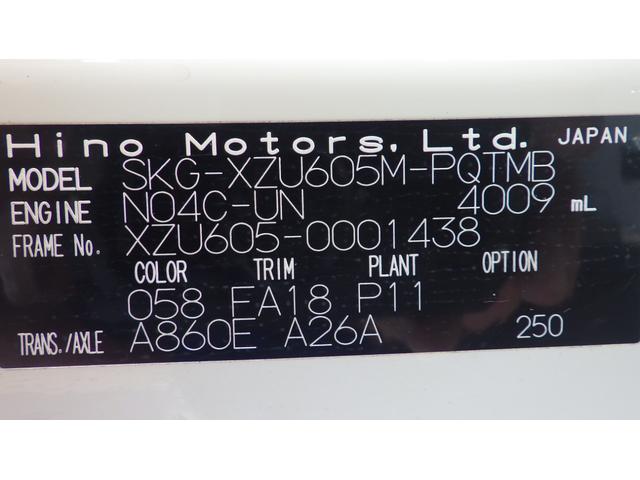 Hino Motors, Ltd. JAPAN
MODEL SKG-XZU605M-PQTMB
ENGINE N04C-UN 4009 mL
FRAME No. XZU605-0001438
COLOR TRIM PLANT OPTION
058 FA18 P11
TRANS./AXLE A860E A26A 250